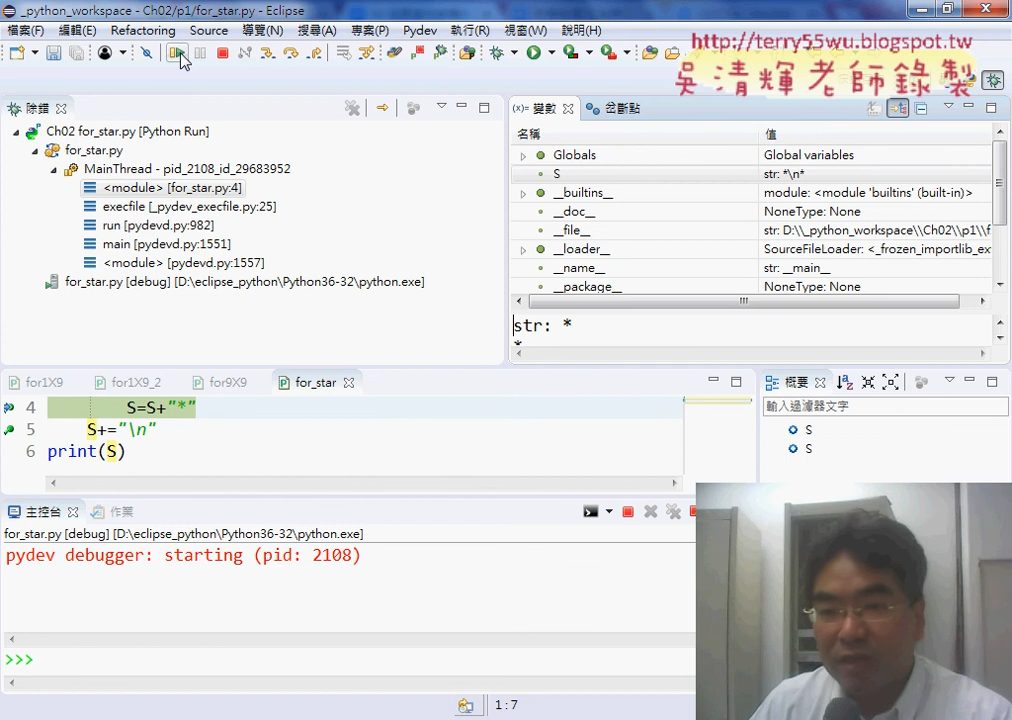 _python_workspace - Ch02/p1/for_star.py - Eclipse
檔案(F) 編輯(E) Refactoring Source 導覽(N) 搜尋(A) 專案(P) Pydev 執行(R) 視窗(W) 說明(H)
http://terry55wu.blogspot.tw
吳清輝老師錄製
除錯
Ch02 for_star.py [Python Run]
for_star.py
MainThread - pid_2108_id_29683952
<module> [for_star.py:4]
execfile [_pydev_execfile.py:25]
run [pydevd.py:982]
main [pydevd.py:1551]
<module> [pydevd.py:1557]
for_star.py [debug] [D:\eclipse_python\Python36-32\python.exe]
(x)= 變數 岔斷點
名稱 值
Globals Global variables
S str: *\n*
__builtins__ module: <module 'builtins' (built-in)>
__doc__ NoneType: None
__file__ str: D:\\_python_workspace\\Ch02\\p1\\f
__loader__ SourceFileLoader: <_frozen_importlib_ex
__name__ str: __main__
__package__ NoneType: None
str: *
*
for1X9 for1X9_2 for9X9 for_star
4 S=S+"*"
5 S+="\n"
6 print(S)
概要
輸入過濾器文字
S
S
主控台 作業
for_star.py [debug] [D:\eclipse_python\Python36-32\python.exe]
pydev debugger: starting (pid: 2108)
>>>
1:7